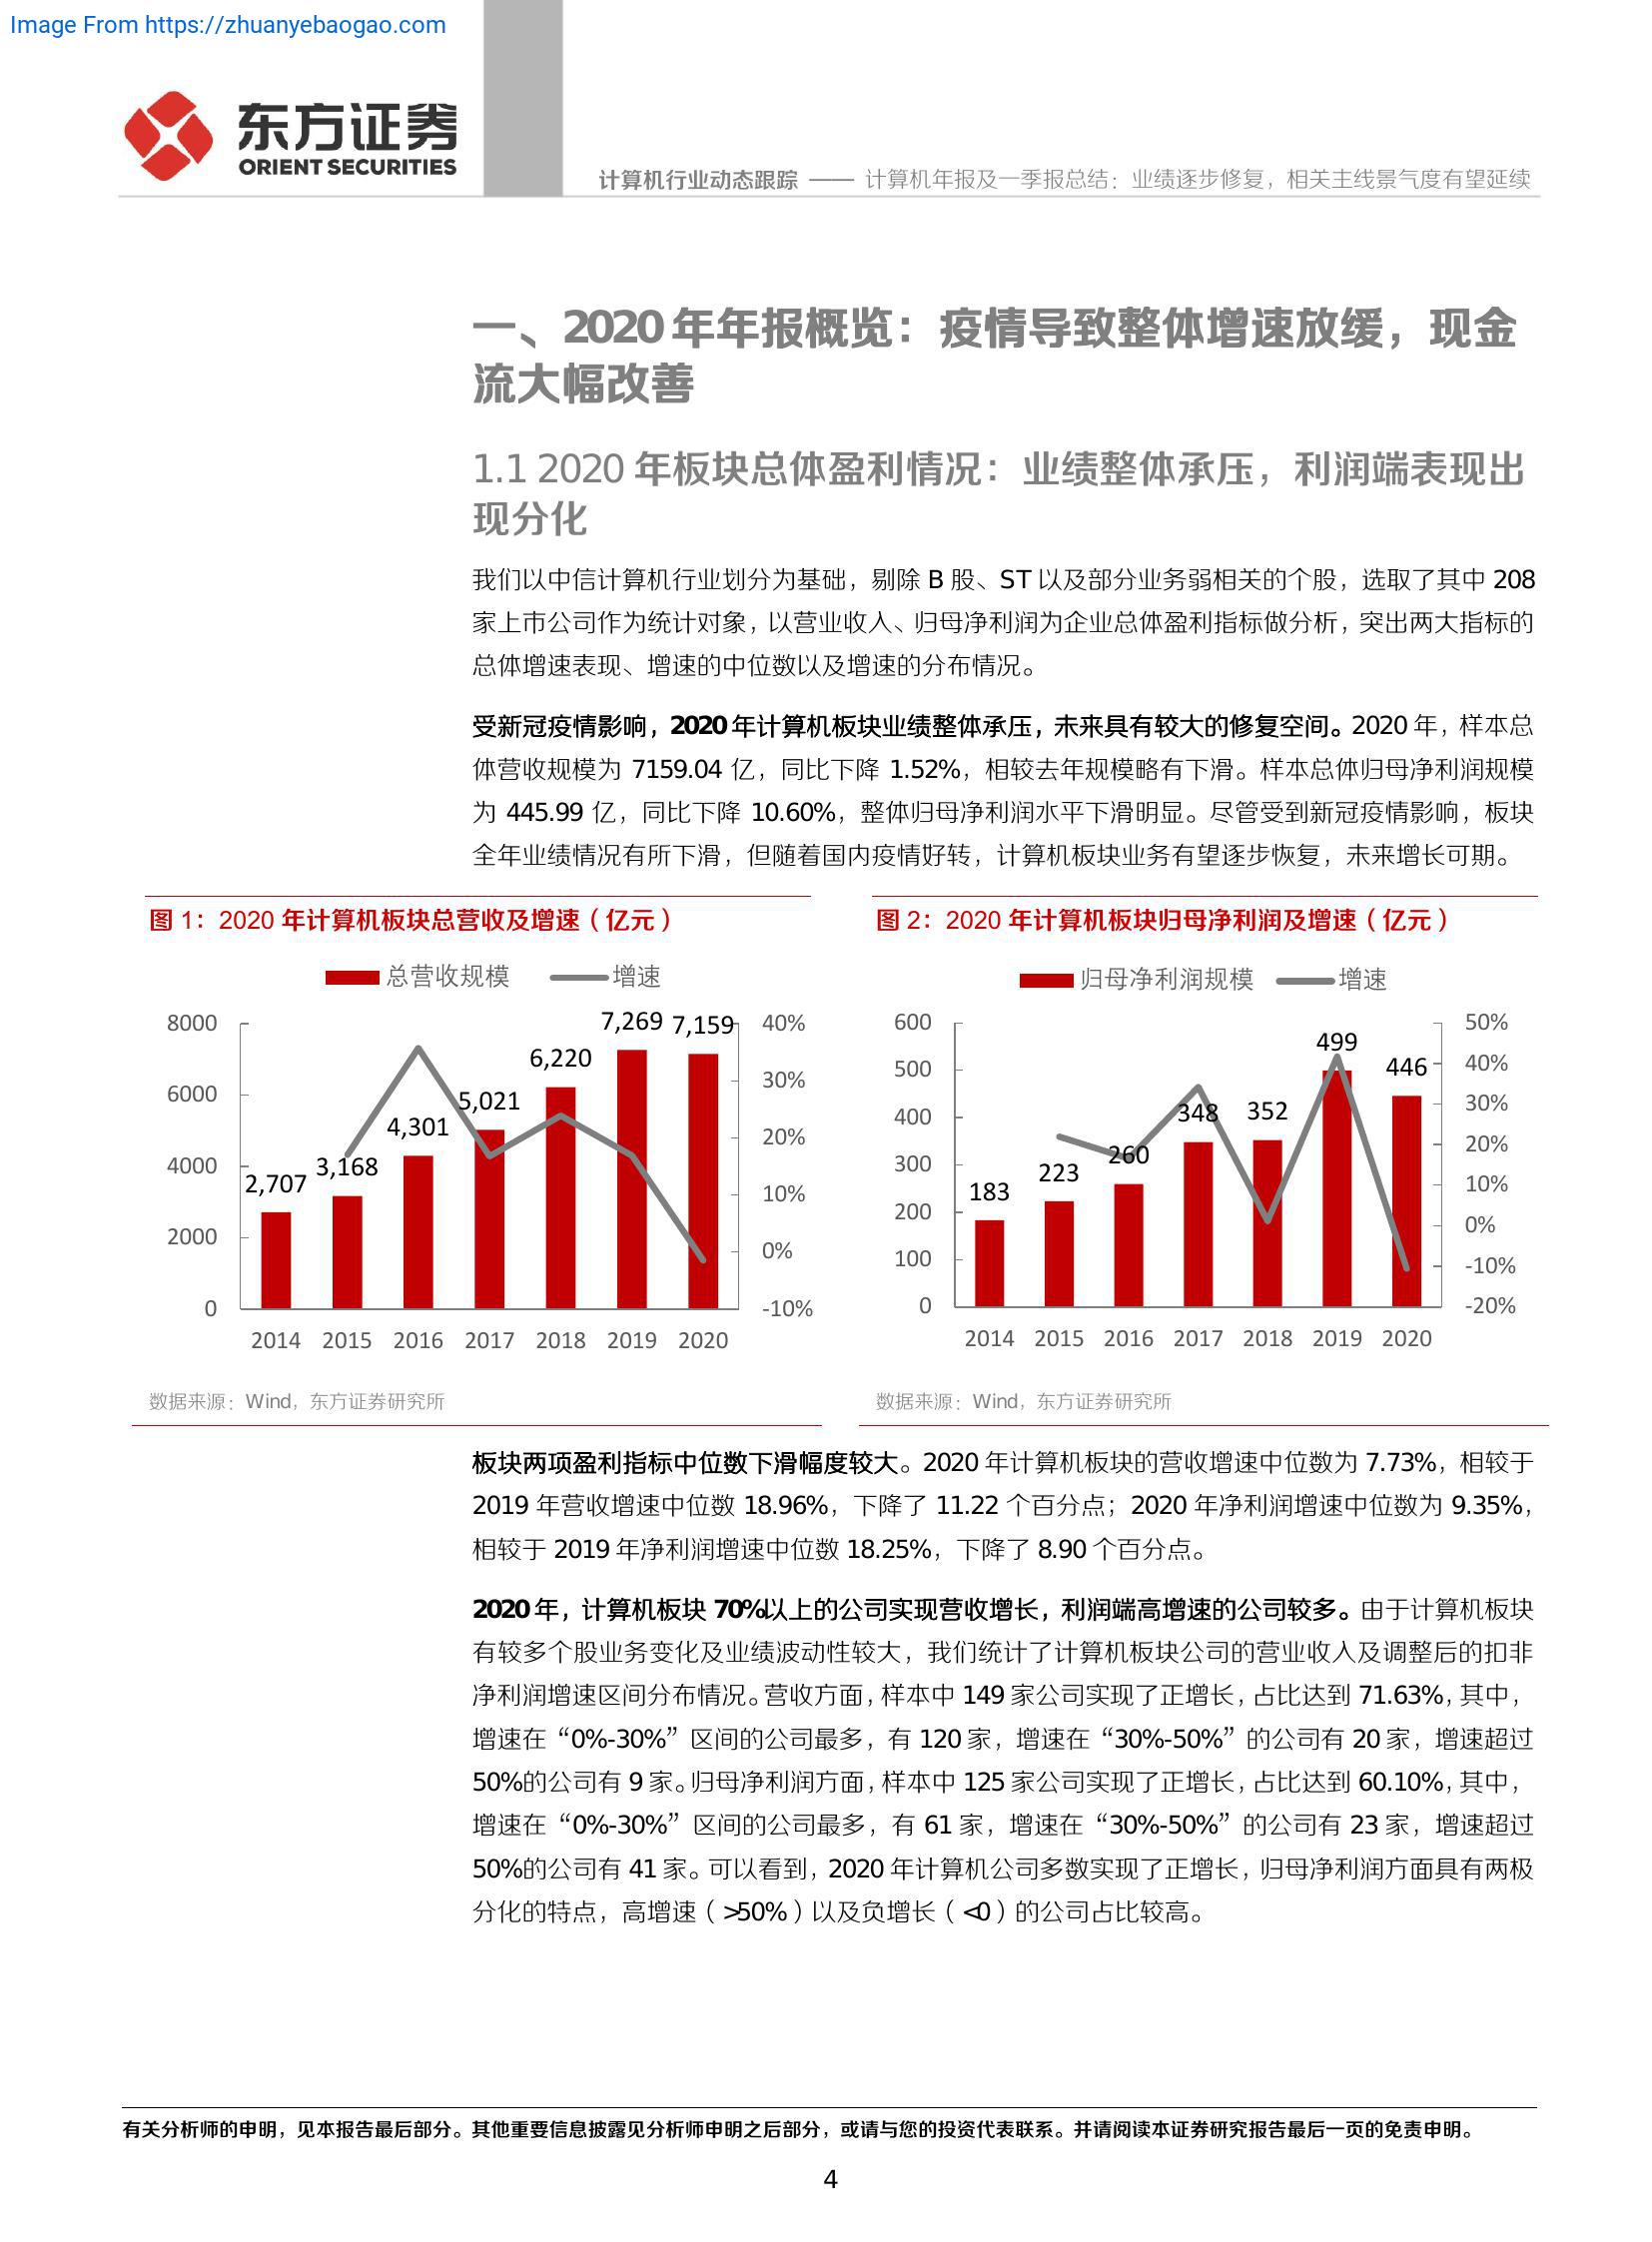 Image From https://zhuanyebaogao.com
东方证券
ORIENT SECURITIES
计算机行业动态跟踪 —— 计算机年报及一季报总结：业绩逐步修复，相关主线景气度有望延续
一、2020 年年报概览：疫情导致整体增速放缓，现金
流大幅改善
1.1 2020 年板块总体盈利情况：业绩整体承压，利润端表现出
现分化
我们以中信计算机行业划分为基础，剔除 B 股、ST 以及部分业务弱相关的个股，选取了其中 208
家上市公司作为统计对象，以营业收入、归母净利润为企业总体盈利指标做分析，突出两大指标的
总体增速表现、增速的中位数以及增速的分布情况。
受新冠疫情影响，2020 年计算机板块业绩整体承压，未来具有较大的修复空间。2020 年，样本总
体营收规模为 7159.04 亿，同比下降 1.52%，相较去年规模略有下滑。样本总体归母净利润规模
为 445.99 亿，同比下降 10.60%，整体归母净利润水平下滑明显。尽管受到新冠疫情影响，板块
全年业绩情况有所下滑，但随着国内疫情好转，计算机板块业务有望逐步恢复，未来增长可期。
图 1：2020 年计算机板块总营收及增速（亿元）
总营收规模 增速
8000
6000
4000
2000
0
2,707
3,168
4,301
5,021
6,220
7,269
7,159
40%
30%
20%
10%
0%
-10%
2014 2015 2016 2017 2018 2019 2020
数据来源：Wind，东方证券研究所
图 2：2020 年计算机板块归母净利润及增速（亿元）
归母净利润规模 增速
600
500
400
300
200
100
0
183
223
260
348
352
499
446
50%
40%
30%
20%
10%
0%
-10%
-20%
2014 2015 2016 2017 2018 2019 2020
数据来源：Wind，东方证券研究所
板块两项盈利指标中位数下滑幅度较大。2020 年计算机板块的营收增速中位数为 7.73%，相较于
2019 年营收增速中位数 18.96%，下降了 11.22 个百分点；2020 年净利润增速中位数为 9.35%，
相较于 2019 年净利润增速中位数 18.25%，下降了 8.90 个百分点。
2020 年，计算机板块 70%以上的公司实现营收增长，利润端高增速的公司较多。由于计算机板块
有较多个股业务变化及业绩波动性较大，我们统计了计算机板块公司的营业收入及调整后的扣非
净利润增速区间分布情况。营收方面，样本中 149 家公司实现了正增长，占比达到 71.63%，其中，
增速在“0%-30%”区间的公司最多，有 120 家，增速在“30%-50%”的公司有 20 家，增速超过
50%的公司有 9 家。归母净利润方面，样本中 125 家公司实现了正增长，占比达到 60.10%，其中，
增速在“0%-30%”区间的公司最多，有 61 家，增速在“30%-50%”的公司有 23 家，增速超过
50%的公司有 41 家。可以看到，2020 年计算机公司多数实现了正增长，归母净利润方面具有两极
分化的特点，高增速（>50%）以及负增长（<0）的公司占比较高。
有关分析师的申明，见本报告最后部分。其他重要信息披露见分析师申明之后部分，或请与您的投资代表联系。并请阅读本证券研究报告最后一页的免责申明。
4